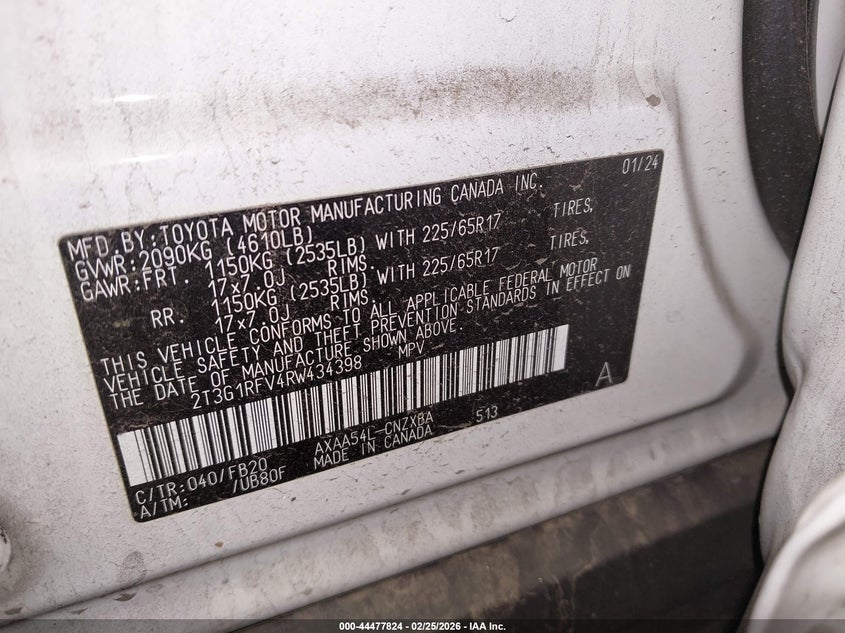 01/24
MFD. BY: TOYOTA MOTOR MANUFACTURING CANADA INC.
GVWR: 2090KG (4610LB)
GAWR: FRT. 1150KG (2535LB) WITH 225/65R17 TIRES,
17x7.0J RIMS.
RR. 1150KG (2535LB) WITH 225/65R17 TIRES,
17x7.0J RIMS.
THIS VEHICLE CONFORMS TO ALL APPLICABLE FEDERAL MOTOR
VEHICLE SAFETY AND THEFT PREVENTION STANDARDS IN EFFECT ON
THE DATE OF MANUFACTURE SHOWN ABOVE.
2T3G1RFV4RW434398 MPV
A
C/TR: 040/FB20 AXAA54L-CNZXBA 513
A/TM: /UB80F MADE IN CANADA
000-44477824 - 02/25/2026 - IAA Inc.